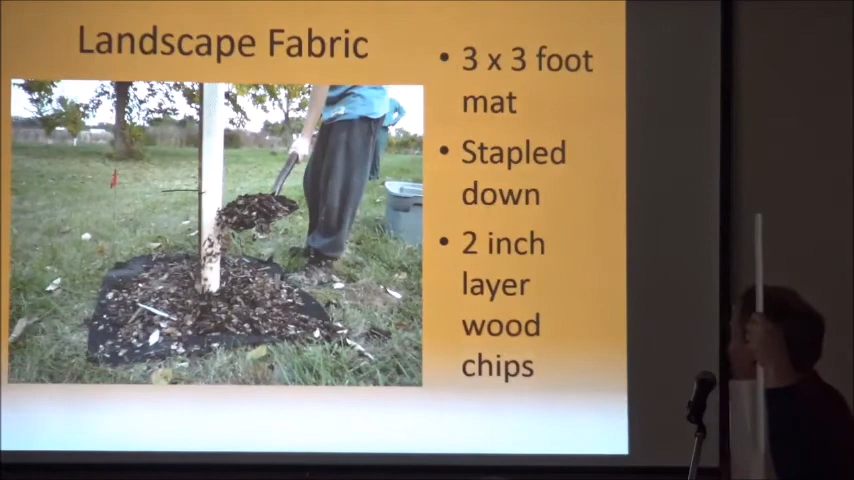 Landscape Fabric
• 3 x 3 foot
mat
• Stapled
down
• 2 inch
layer
wood
chips